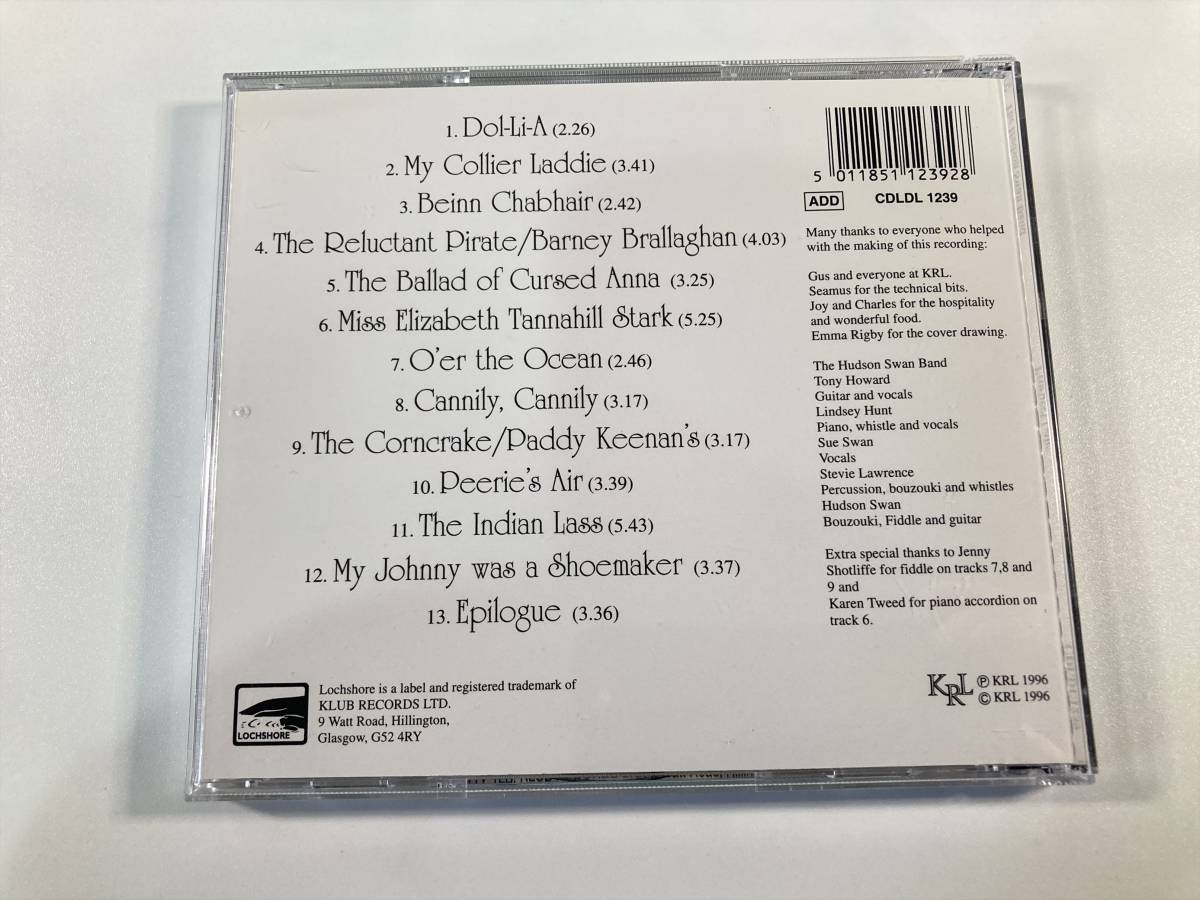 1. Dol-Li-A (2.26)
2. My Collier Laddie (3.41)
3. Beinn Chabhair (2.42)
4. The Reluctant Pirate/Barney Brallaghan (4.03)
5. The Ballad of Cursed Anna (3.25)
6. Miss Elizabeth Tannahill Stark (5.25)
7. O'er the Ocean (2.46)
8. Cannily, Cannily (3.17)
9. The Corncrake/Paddy Keenan's (3.17)
10. Peerie's Air (3.39)
11. The Indian Lass (5.43)
12. My Johnny was a Shoemaker (3.37)
13. Epilogue (3.36)
5 011851 123928
ADD CDLDL 1239
Many thanks to everyone who helped
with the making of this recording:
Gus and everyone at KRL.
Seamus for the technical bits.
Joy and Charles for the hospitality
and wonderful food.
Emma Rigby for the cover drawing.
The Hudson Swan Band
Tony Howard
Guitar and vocals
Lindsey Hunt
Piano, whistle and vocals
Sue Swan
Vocals
Stevie Lawrence
Percussion, bouzouki and whistles
Hudson Swan
Bouzouki, Fiddle and guitar
Extra special thanks to Jenny
Shotliffe for fiddle on tracks 7,8 and
9 and
Karen Tweed for piano accordion on
track 6.
LOCHSHORE
Lochshore is a label and registered trademark of
KLUB RECORDS LTD.
9 Watt Road, Hillington,
Glasgow, G52 4RY
KRL ℗ KRL 1996
© KRL 1996